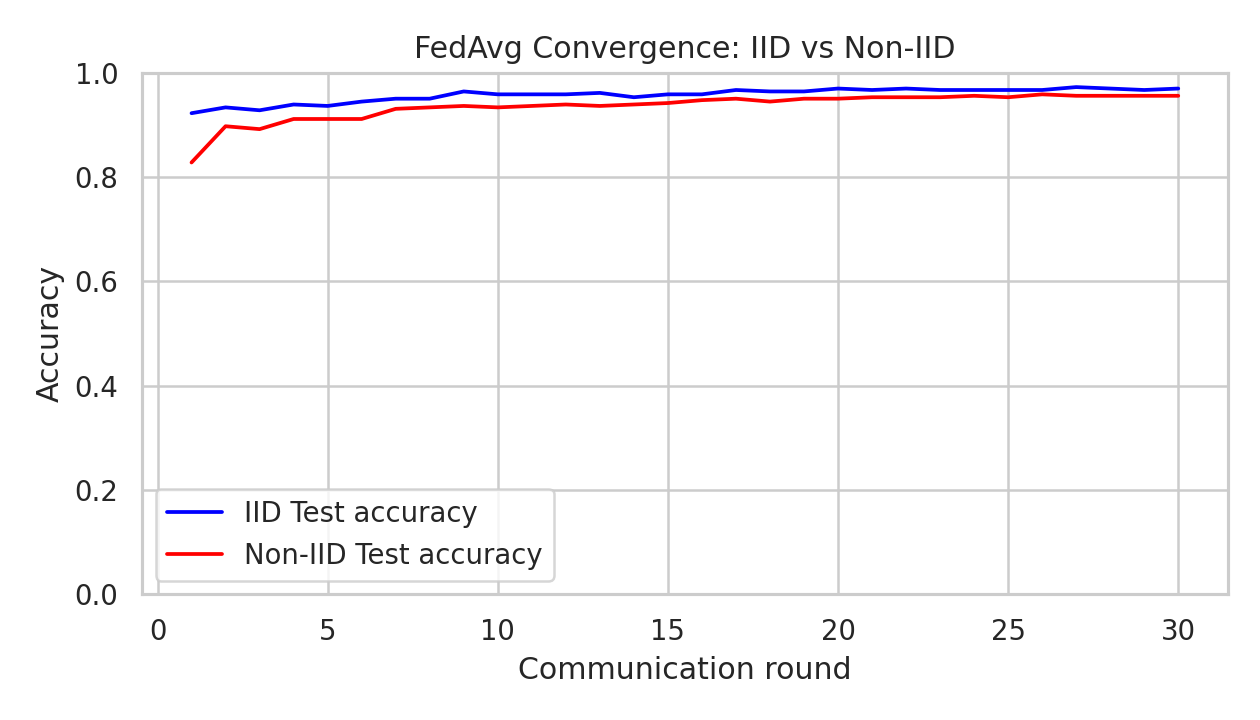 FedAvg Convergence: IID vs Non-IID
1.0
0.8
0.6
0.4
0.2
0.0
Accuracy
IID Test accuracy
Non-IID Test accuracy
0 5 10 15 20 25 30
Communication round